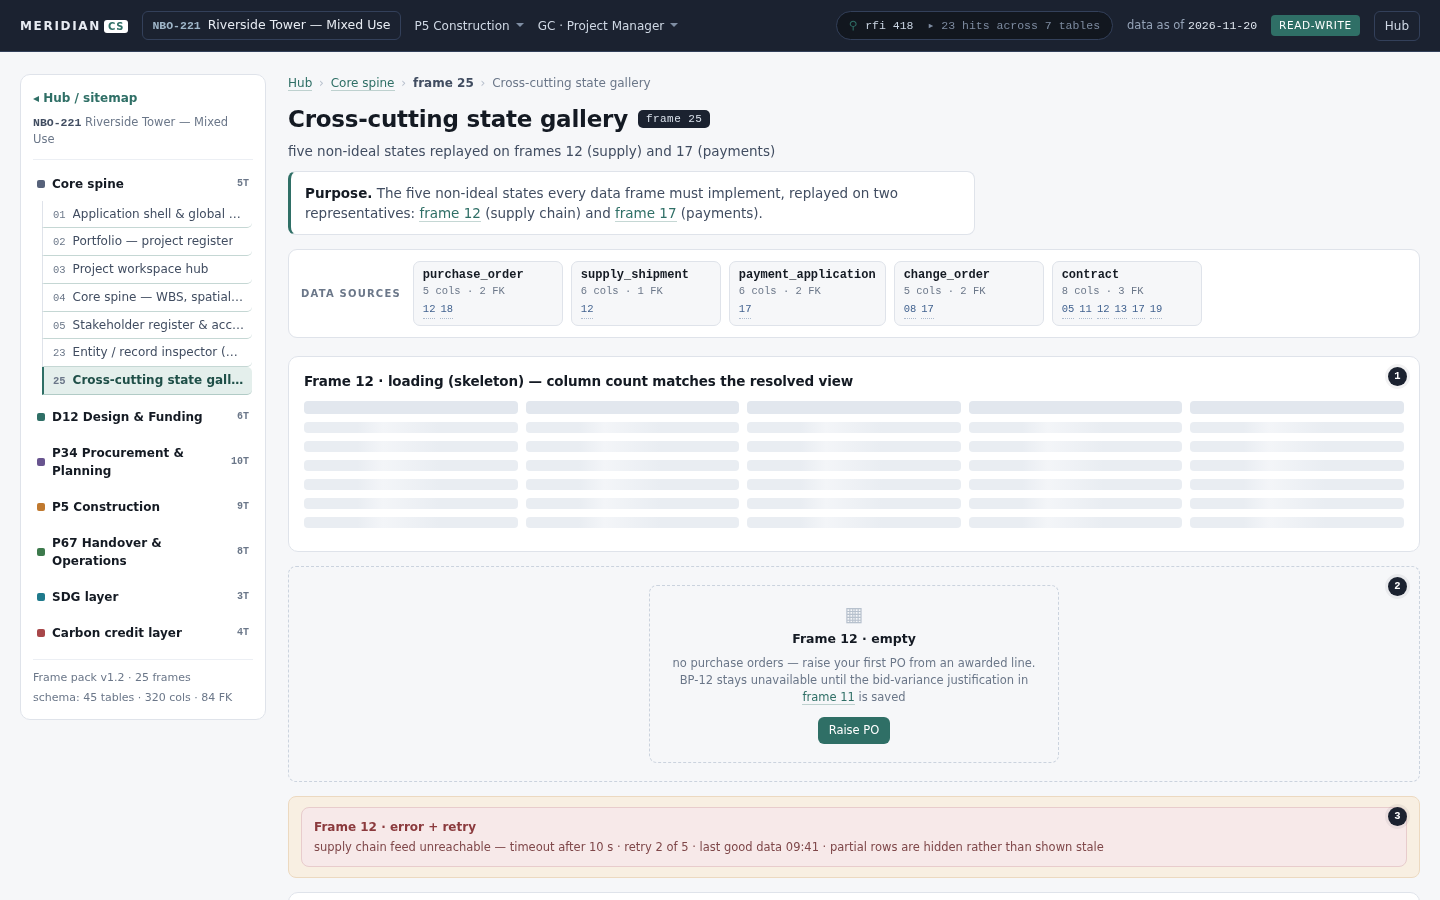 MERIDIAN CS NBO-221 Riverside Tower — Mixed Use P5 Construction GC · Project Manager rfi 418 ▸ 23 hits across 7 tables data as of 2026-11-20 READ-WRITE Hub
◂ Hub / sitemap
NBO-221 Riverside Tower — Mixed
Use
Core spine 5T
01 Application shell & global ...
02 Portfolio — project register
03 Project workspace hub
04 Core spine — WBS, spatial...
05 Stakeholder register & acc...
23 Entity / record inspector (...
25 Cross-cutting state gall...
D12 Design & Funding 6T
P34 Procurement &
Planning 10T
P5 Construction 9T
P67 Handover &
Operations 8T
SDG layer 3T
Carbon credit layer 4T
Frame pack v1.2 · 25 frames
schema: 45 tables · 320 cols · 84 FK
Hub › Core spine › frame 25 › Cross-cutting state gallery
Cross-cutting state gallery frame 25
five non-ideal states replayed on frames 12 (supply) and 17 (payments)
Purpose. The five non-ideal states every data frame must implement, replayed on two
representatives: frame 12 (supply chain) and frame 17 (payments).
DATA SOURCES
purchase_order
5 cols · 2 FK
12 18
supply_shipment
6 cols · 1 FK
12
payment_application
6 cols · 2 FK
17
change_order
5 cols · 2 FK
08 17
contract
8 cols · 3 FK
05 11 12 13 17 19
Frame 12 · loading (skeleton) — column count matches the resolved view 1
2
Frame 12 · empty
no purchase orders — raise your first PO from an awarded line.
BP-12 stays unavailable until the bid-variance justification in
frame 11 is saved
Raise PO
3
Frame 12 · error + retry
supply chain feed unreachable — timeout after 10 s · retry 2 of 5 · last good data 09:41 · partial rows are hidden rather than shown stale